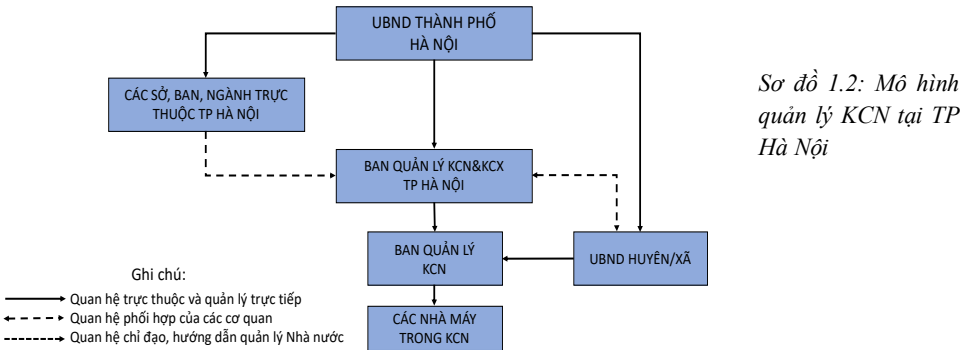 UBND THÀNH PHỐ
HÀ NỘI
CÁC SỞ, BAN, NGÀNH TRỰC
THUỘC TP HÀ NỘI
Sơ đồ 1.2: Mô hình
quản lý KCN tại TP
Hà Nội
BAN QUẢN LÝ KCN&KCX
TP HÀ NỘI
BAN QUẢN LÝ
KCN
UBND HUYỆN/XÃ
CÁC NHÀ MÁY
TRONG KCN
Ghi chú:
Quan hệ trực thuộc và quản lý trực tiếp
Quan hệ phối hợp của các cơ quan
Quan hệ chỉ đạo, hướng dẫn quản lý Nhà nước